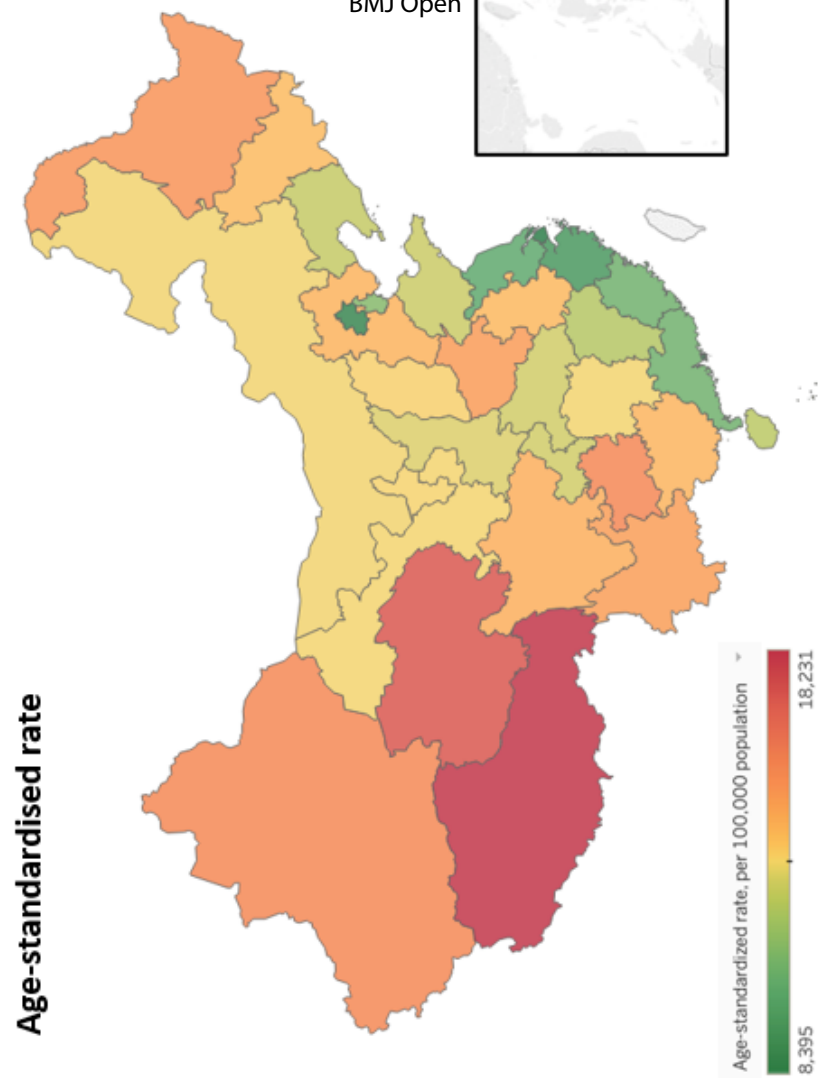 BMJ Open
Age-standardised rate
Age-standardized rate, per 100,000 population
8,395
18,231